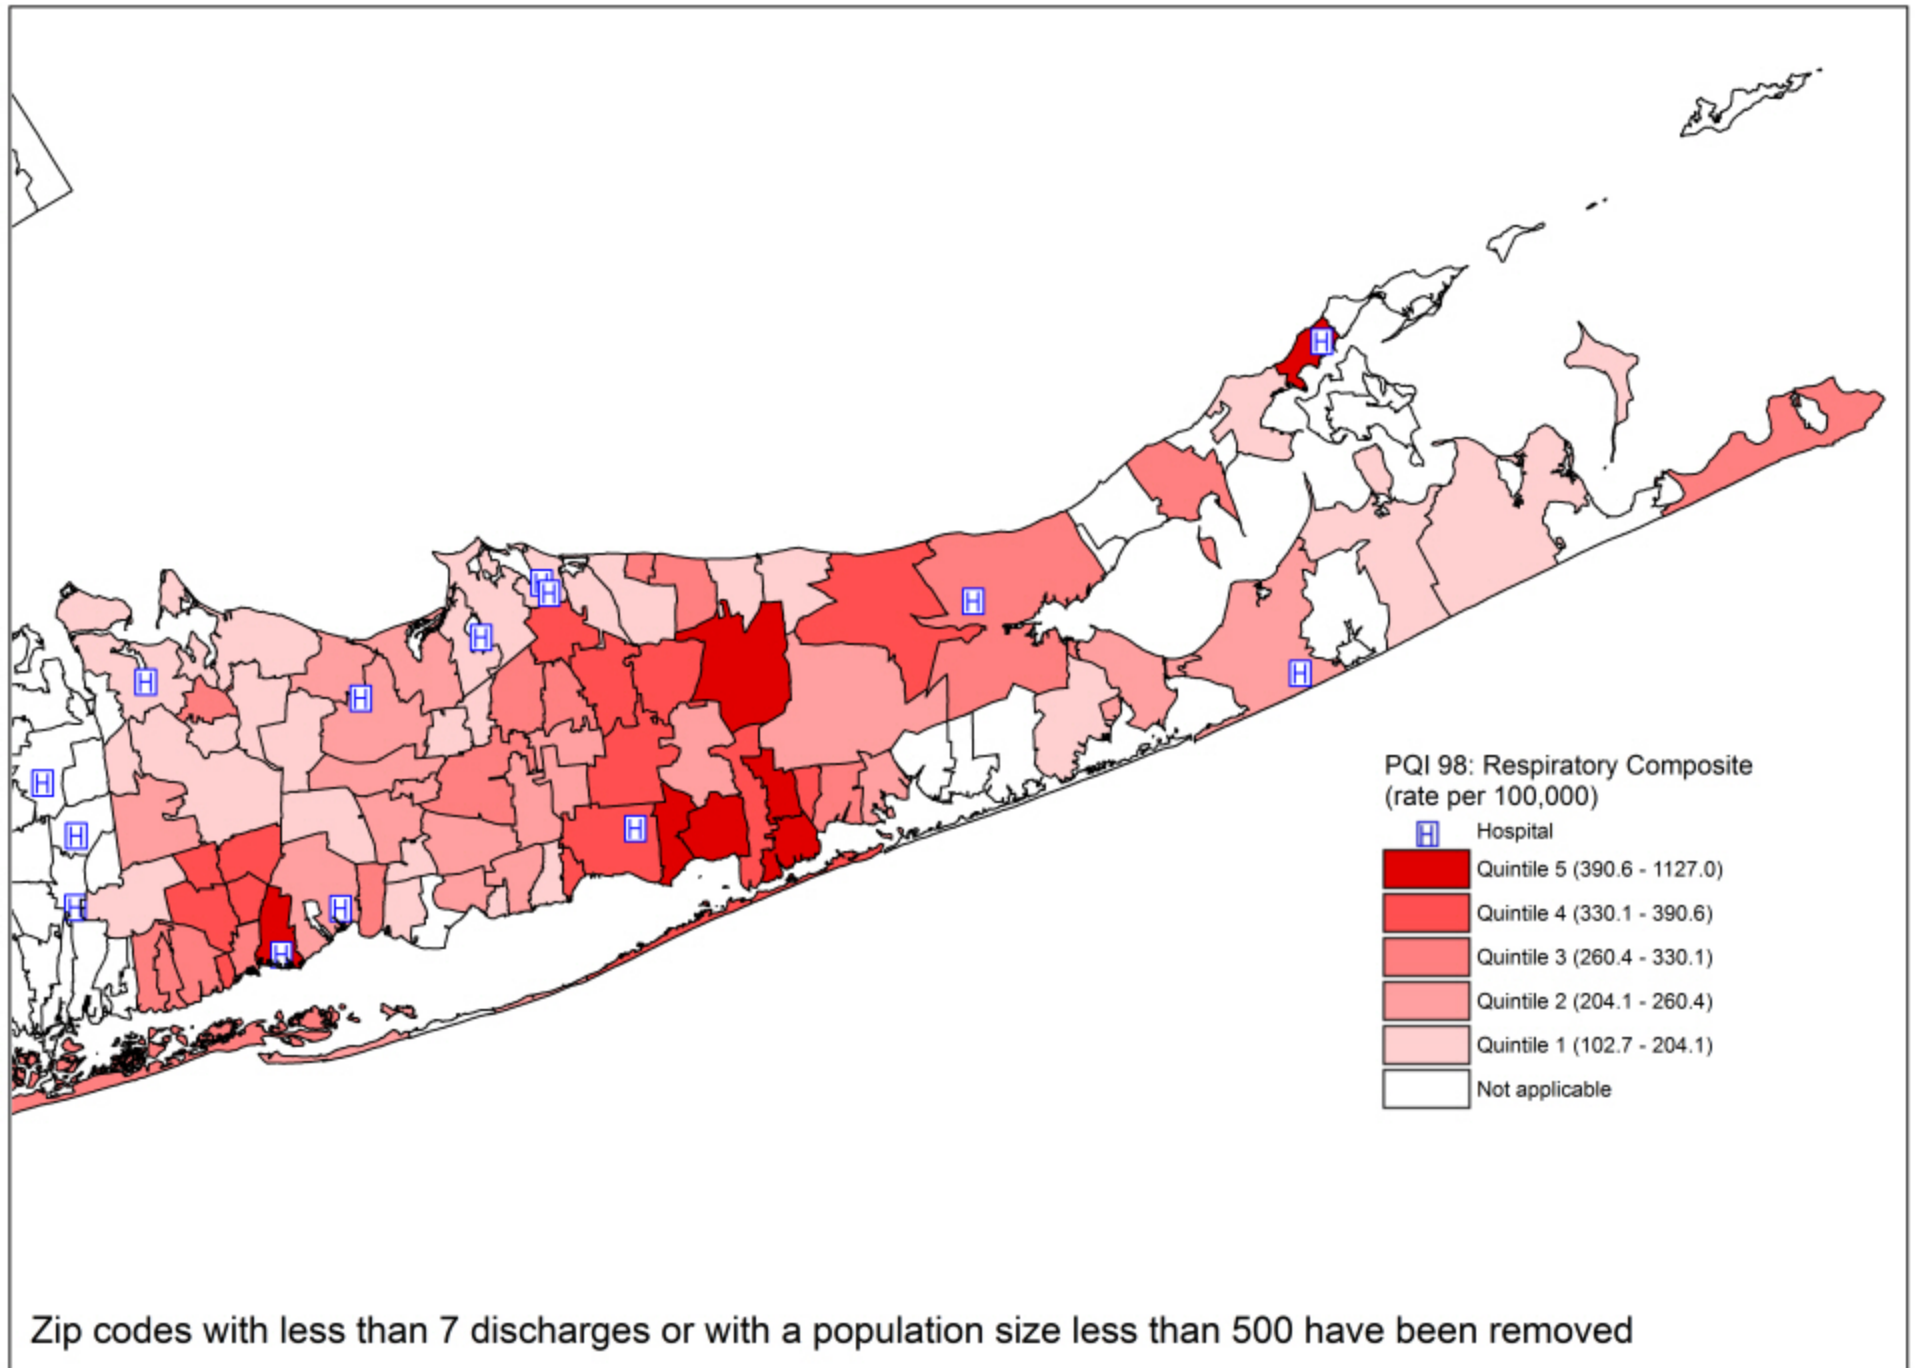 H
H
H
H
H
H
H
H
H
H
H
H
H
PQI 98: Respiratory Composite
(rate per 100,000)
H Hospital
Quintile 5 (390.6 - 1127.0)
Quintile 4 (330.1 - 390.6)
Quintile 3 (260.4 - 330.1)
Quintile 2 (204.1 - 260.4)
Quintile 1 (102.7 - 204.1)
Not applicable
Zip codes with less than 7 discharges or with a population size less than 500 have been removed